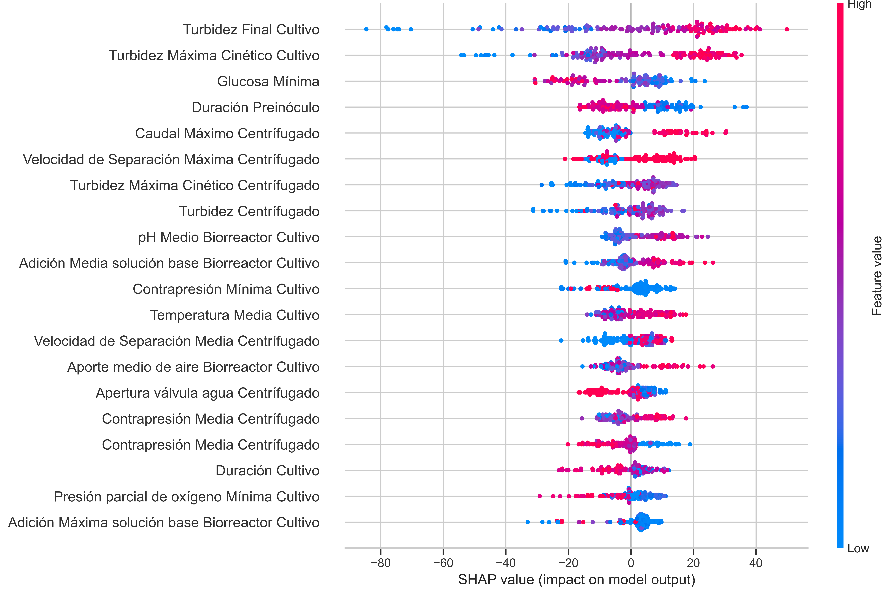 High
Turbidez Final Cultivo
Turbidez Máxima Cinético Cultivo
Glucosa Mínima
Duración Preinóculo
Caudal Máximo Centrífugado
Velocidad de Separación Máxima Centrífugado
Turbidez Máxima Cinético Centrífugado
Turbidez Centrífugado
pH Medio Biorreactor Cultivo
Adición Media solución base Biorreactor Cultivo
Contrapresión Mínima Cultivo
Temperatura Media Cultivo
Velocidad de Separación Media Centrífugado
Aporte medio de aire Biorreactor Cultivo
Apertura válvula agua Centrífugado
Contrapresión Media Centrífugado
Contrapresión Media Centrífugado
Duración Cultivo
Presión parcial de oxígeno Mínima Cultivo
Adición Máxima solución base Biorreactor Cultivo
Feature value
Low
−80 −60 −40 −20 0 20 40
SHAP value (impact on model output)